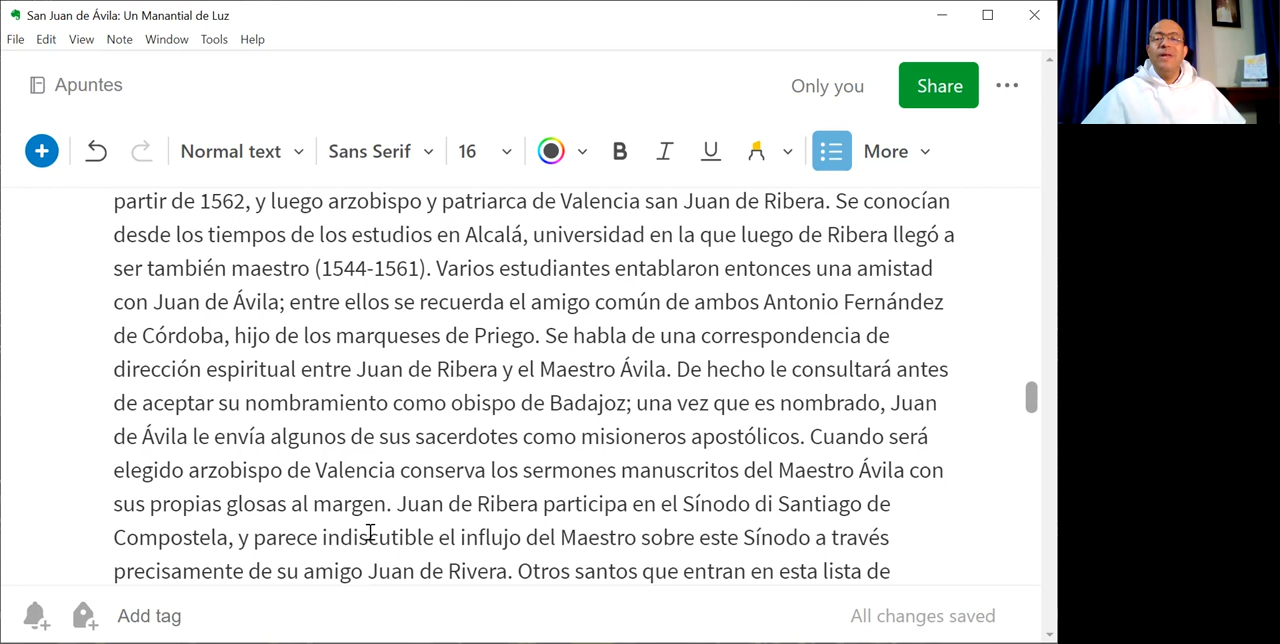 San Juan de Ávila: Un Manantial de Luz
File Edit View Note Window Tools Help
Apuntes
Only you
Share
Normal text
Sans Serif
16
B I U
More
partir de 1562, y luego arzobispo y patriarca de Valencia san Juan de Ribera. Se conocían
desde los tiempos de los estudios en Alcalá, universidad en la que luego de Ribera llegó a
ser también maestro (1544-1561). Varios estudiantes entablaron entonces una amistad
con Juan de Ávila; entre ellos se recuerda el amigo común de ambos Antonio Fernández
de Córdoba, hijo de los marqueses de Priego. Se habla de una correspondencia de
dirección espiritual entre Juan de Ribera y el Maestro Ávila. De hecho le consultará antes
de aceptar su nombramiento como obispo de Badajoz; una vez que es nombrado, Juan
de Ávila le envía algunos de sus sacerdotes como misioneros apostólicos. Cuando será
elegido arzobispo de Valencia conserva los sermones manuscritos del Maestro Ávila con
sus propias glosas al margen. Juan de Ribera participa en el Sínodo di Santiago de
Compostela, y parece indiscutible el influjo del Maestro sobre este Sínodo a través
precisamente de su amigo Juan de Rivera. Otros santos que entran en esta lista de
Add tag
All changes saved